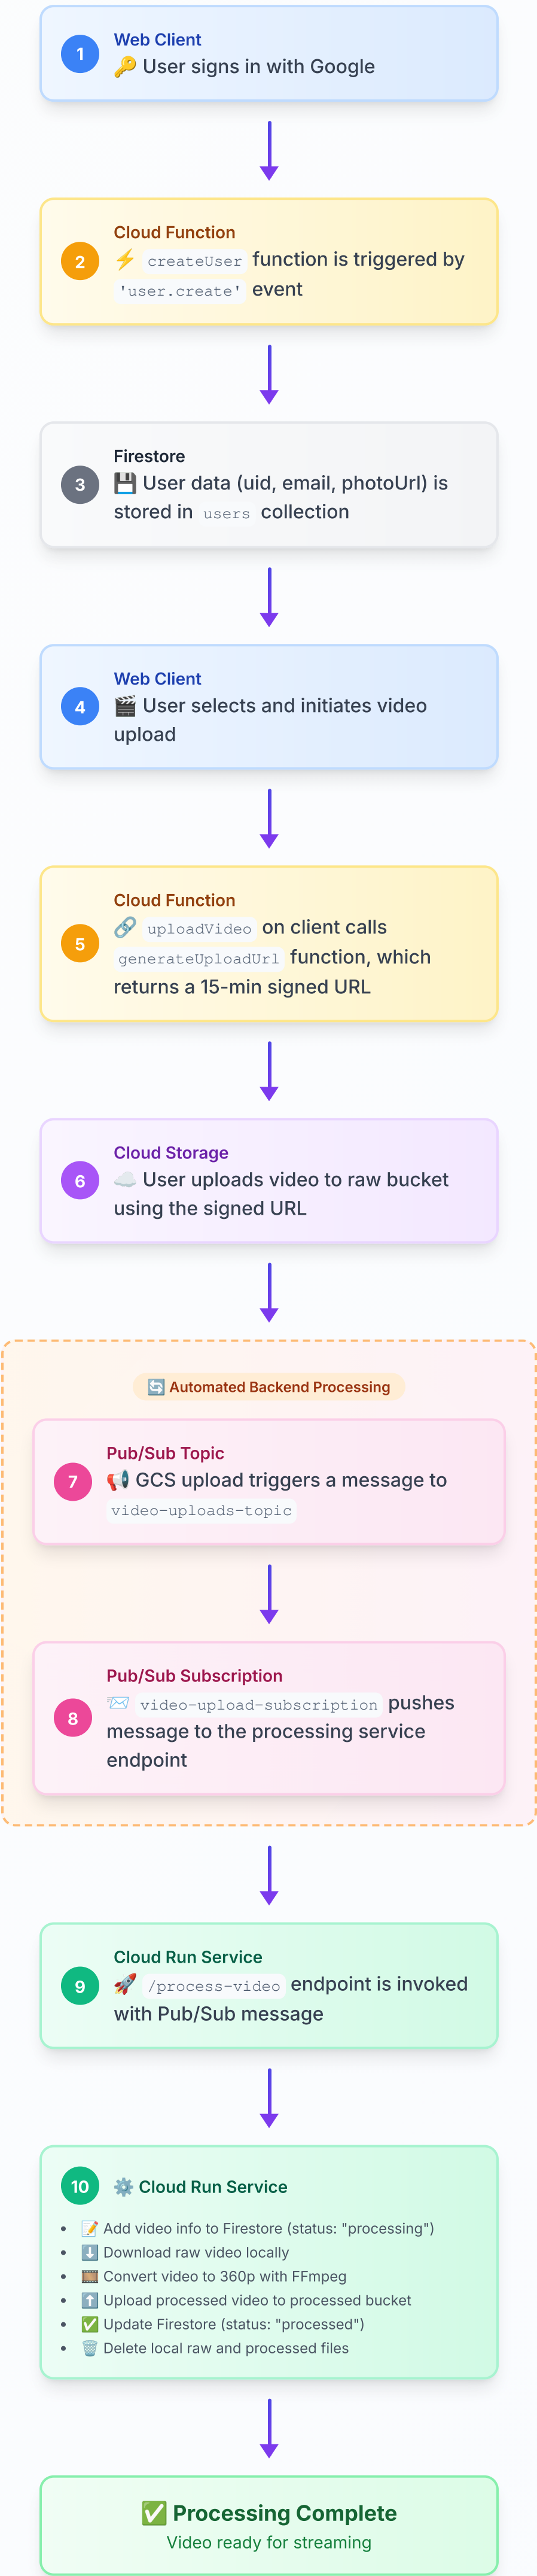 1
Web Client
🔑 User signs in with Google
2
Cloud Function
⚡ createUser function is triggered by
'user.create' event
3
Firestore
💾 User data (uid, email, photoUrl) is
stored in users collection
4
Web Client
🎬 User selects and initiates video
upload
5
Cloud Function
🔗 uploadVideo on client calls
generateUploadUrl function, which
returns a 15-min signed URL
6
Cloud Storage
☁️ User uploads video to raw bucket
using the signed URL
🔄 Automated Backend Processing
7
Pub/Sub Topic
📢 GCS upload triggers a message to
video-uploads-topic
8
Pub/Sub Subscription
📨 video-upload-subscription pushes
message to the processing service
endpoint
9
Cloud Run Service
🚀 /process-video endpoint is invoked
with Pub/Sub message
10
⚙️ Cloud Run Service
• 📝 Add video info to Firestore (status: "processing")
• ⬇️ Download raw video locally
• 🎞️ Convert video to 360p with FFmpeg
• ⬆️ Upload processed video to processed bucket
• ✅ Update Firestore (status: "processed")
• 🗑️ Delete local raw and processed files
✅ Processing Complete
Video ready for streaming